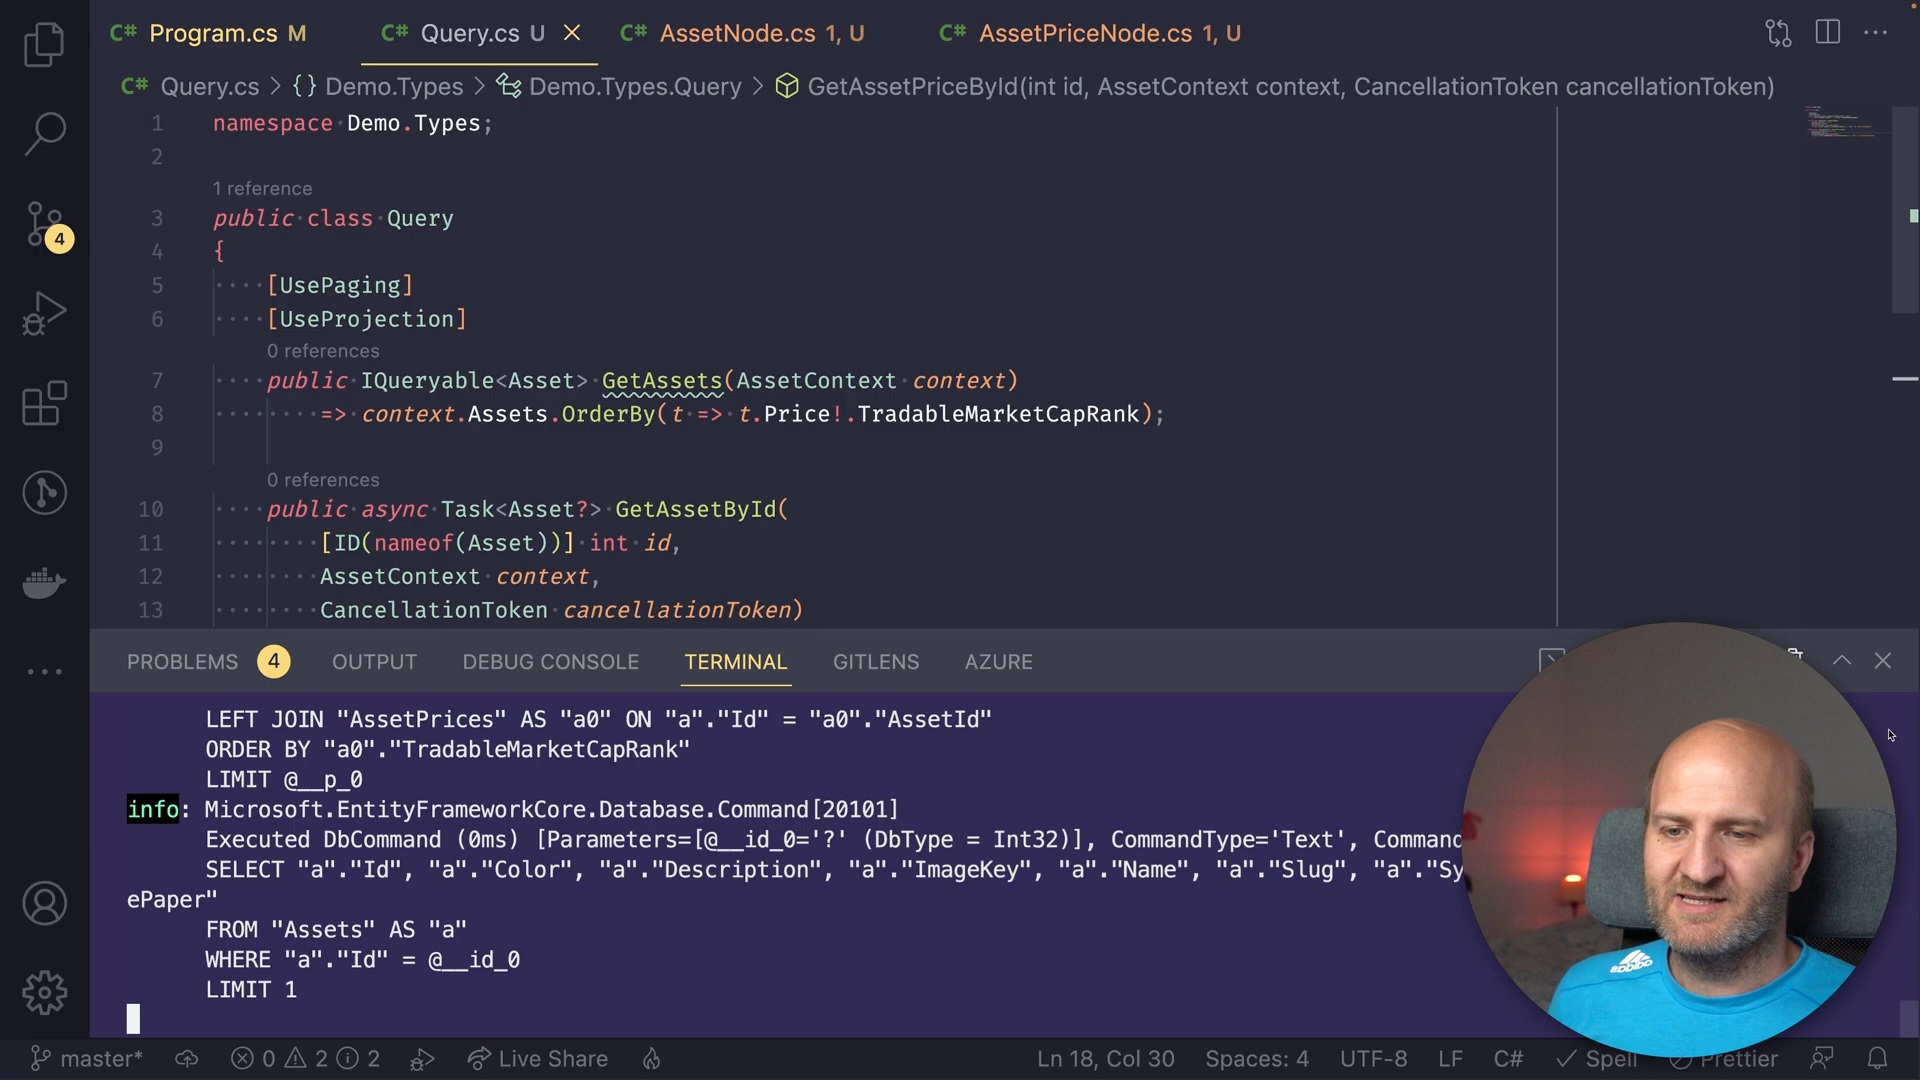 C# Program.cs M
C# Query.cs U
C# AssetNode.cs 1, U
C# AssetPriceNode.cs 1, U
C# Query.cs > {} Demo.Types > Demo.Types.Query > GetAssetPriceById(int id, AssetContext context, CancellationToken cancellationToken)
1 namespace Demo.Types;
2
1 reference
3 public class Query
4 {
5 [UsePaging]
6 [UseProjection]
0 references
7 public IQueryable<Asset> GetAssets(AssetContext context)
8 => context.Assets.OrderBy(t => t.Price!.TradableMarketCapRank);
9
0 references
10 public async Task<Asset?> GetAssetById(
11 [ID(nameof(Asset))] int id,
12 AssetContext context,
13 CancellationToken cancellationToken)
4
PROBLEMS 4 OUTPUT DEBUG CONSOLE TERMINAL GITLENS AZURE
LEFT JOIN "AssetPrices" AS "a0" ON "a"."Id" = "a0"."AssetId"
ORDER BY "a0"."TradableMarketCapRank"
LIMIT @__p_0
info: Microsoft.EntityFrameworkCore.Database.Command[20101]
Executed DbCommand (0ms) [Parameters=[@__id_0='?' (DbType = Int32)], CommandType='Text', Command
SELECT "a"."Id", "a"."Color", "a"."Description", "a"."ImageKey", "a"."Name", "a"."Slug", "a"."Sy
ePaper"
FROM "Assets" AS "a"
WHERE "a"."Id" = @__id_0
LIMIT 1
adidas
master* 0 2 2 Live Share Ln 18, Col 30 Spaces: 4 UTF-8 LF C# Spell Prettier